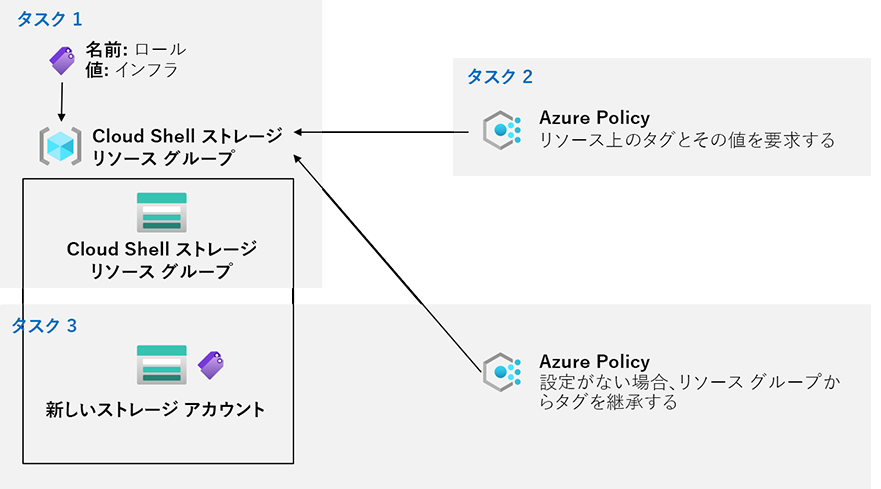 タスク 1
名前: ロール
値: インフラ
Cloud Shell ストレージ
リソース グループ
Cloud Shell ストレージ
リソース グループ
タスク 2
Azure Policy
リソース上のタグとその値を要求する
タスク 3
新しいストレージ アカウント
Azure Policy
設定がない場合、リソース グループか
らタグを継承する